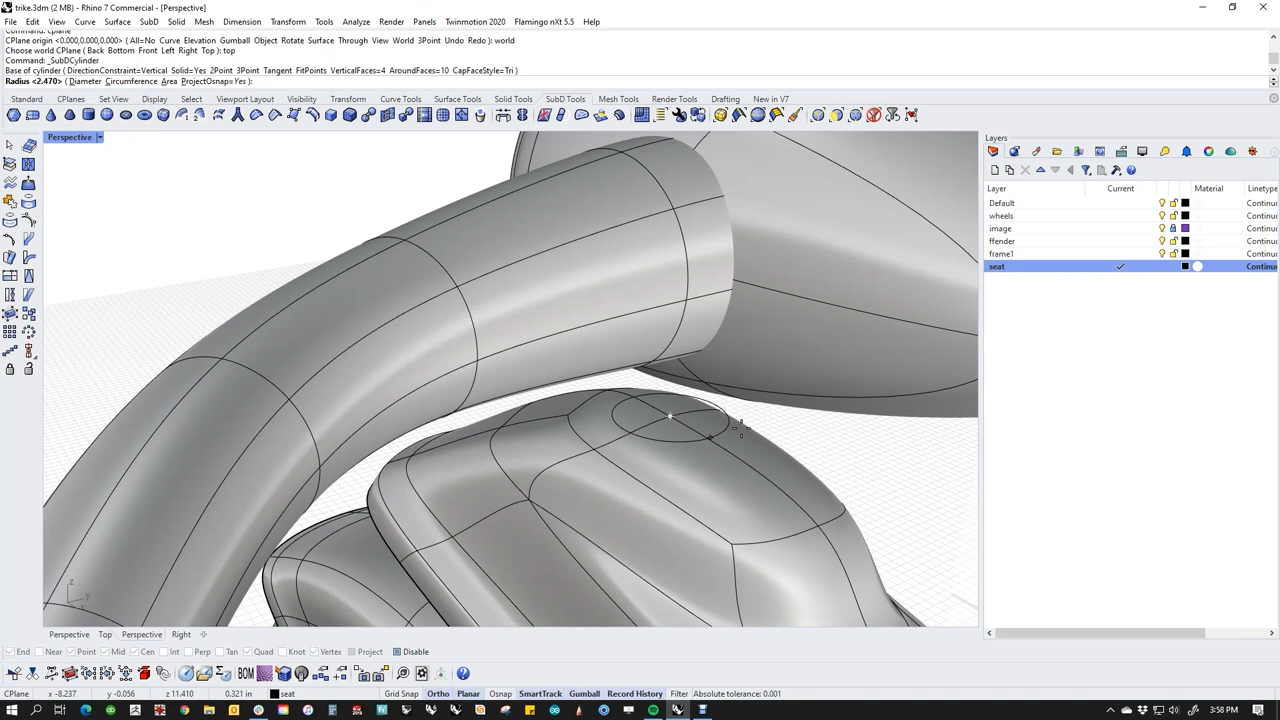 trike.3dm (2 MB) - Rhino 7 Commercial - [Perspective]
File Edit View Curve Surface SubD Solid Mesh Dimension Transform Tools Analyze Render Panels Twinmotion 2020 Flamingo nXt 5.5 Window Help
CPlane origin <0.000,0.000,0.000> ( All=No Curve Elevation Gumball Object Rotate Surface Through View World 3Point Undo Redo ): world
Choose world CPlane ( Back Bottom Front Left Right Top ): top
Command: _SubDCylinder
Base of cylinder ( DirectionConstraint=Vertical Solid=Yes 2Point 3Point Tangent FitPoints VerticalFaces=4 AroundFaces=10 CapFaceStyle=Tri )
Radius <2.470> ( Diameter Circumference Area ProjectOsnap=Yes ):
Standard CPlanes Set View Display Select Viewport Layout Visibility Transform Curve Tools Surface Tools Solid Tools SubD Tools Mesh Tools Render Tools Drafting New in V7
Perspective
Layers
Layer Current Material Linetype
Default Continuc
wheels Continuc
image Continuc
ffender Continuc
frame1 Continuc
seat Continuc
z
y
Perspective Top Perspective Right
End Near Point Mid Cen Int Perp Tan Quad Knot Vertex Project Disable
BOM
CPlane x -8.237 y -0.056 z 11.410 0.321 in seat Grid Snap Ortho Planar Osnap SmartTrack Gumball Record History Filter Absolute tolerance: 0.001
3:58 PM